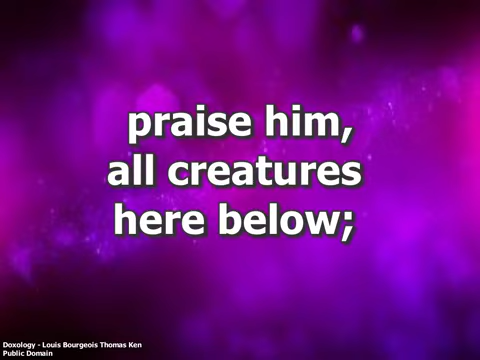 praise him,
all creatures
here below;
Doxology - Louis Bourgeois Thomas Ken
Public Domain